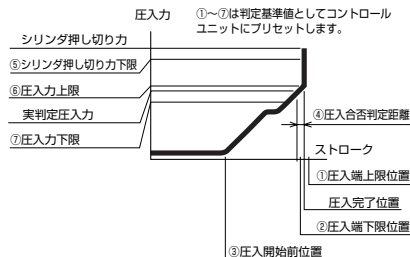 圧入力
①～⑦は判定基準値としてコントロール
ユニットにプリセットします。
シリンダ押し切り力
⑤シリンダ押し切り力下限
⑥圧入力上限
実判定圧入力
⑦圧入力下限
④圧入合否判定距離
ストローク
①圧入端上限位置
圧入完了位置
②圧入端下限位置
③圧入開始前位置